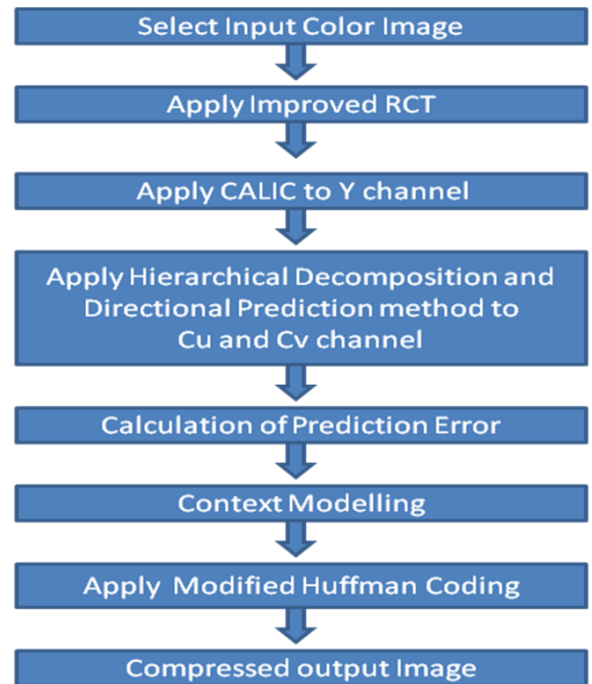 Select Input Color Image
Apply Improved RCT
Apply CALIC to Y channel
Apply Hierarchical Decomposition and
Directional Prediction method to
Cu and Cv channel
Calculation of Prediction Error
Context Modelling
Apply Modified Huffman Coding
Compressed output Image